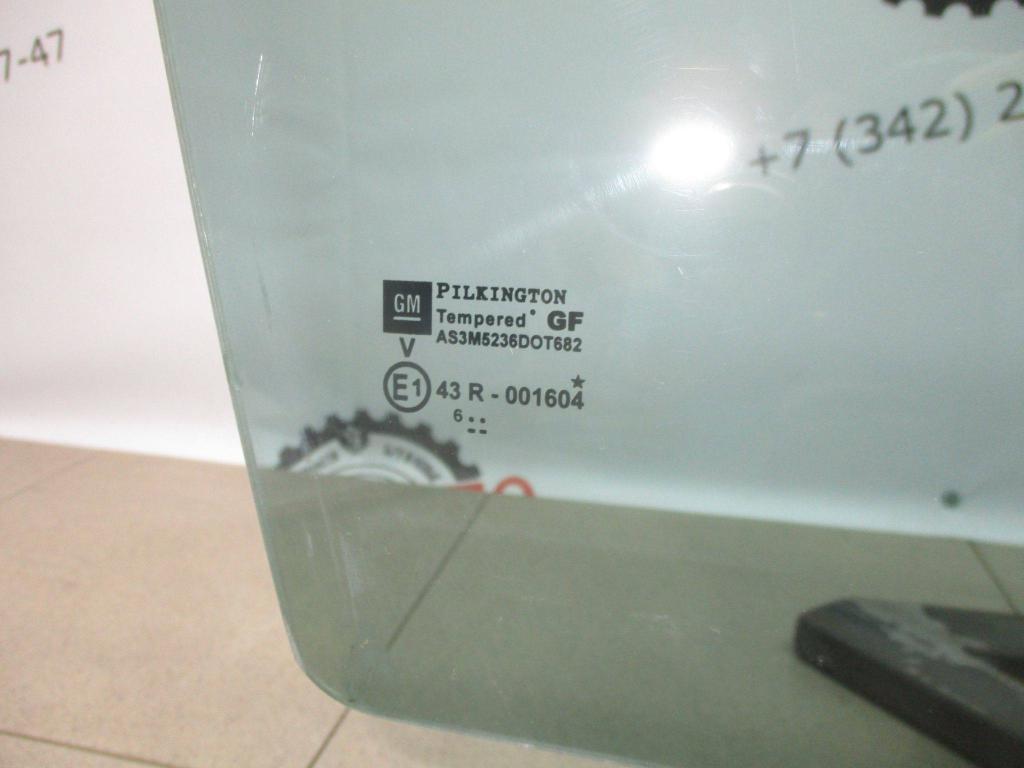 7-47
+7 (342) 2
GM
PILKINGTON
Tempered° GF
AS3M5236DOT682
V
E1 43 R - 001604
6